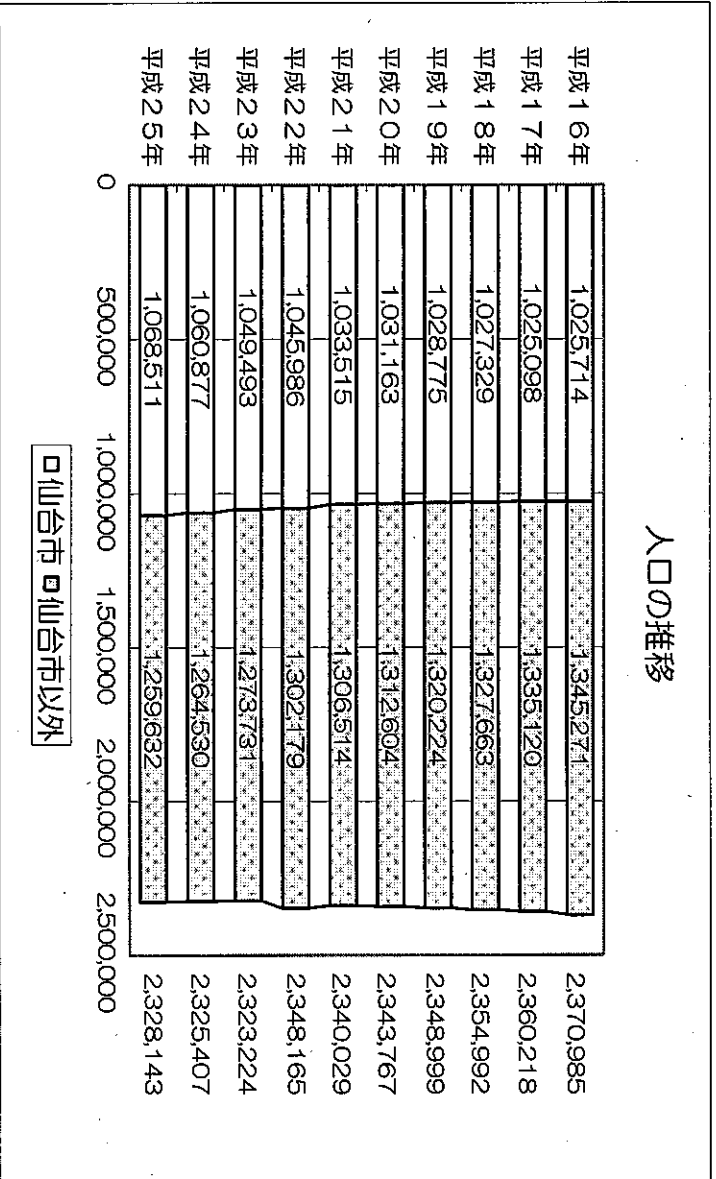 人口の推移
平成16年 1,025,714 1,345,271 2,370,985
平成17年 1,025,098 1,335,120 2,360,218
平成18年 1,027,329 1,327,663 2,354,992
平成19年 1,028,775 1,320,224 2,348,999
平成20年 1,031,163 1,312,604 2,343,767
平成21年 1,033,515 1,306,514 2,340,029
平成22年 1,045,986 1,302,179 2,348,165
平成23年 1,049,493 1,273,731 2,323,224
平成24年 1,060,877 1,264,530 2,325,407
平成25年 1,068,511 1,259,632 2,328,143
0 500,000 1,000,000 1,500,000 2,000,000 2,500,000
仙台市 仙台市以外